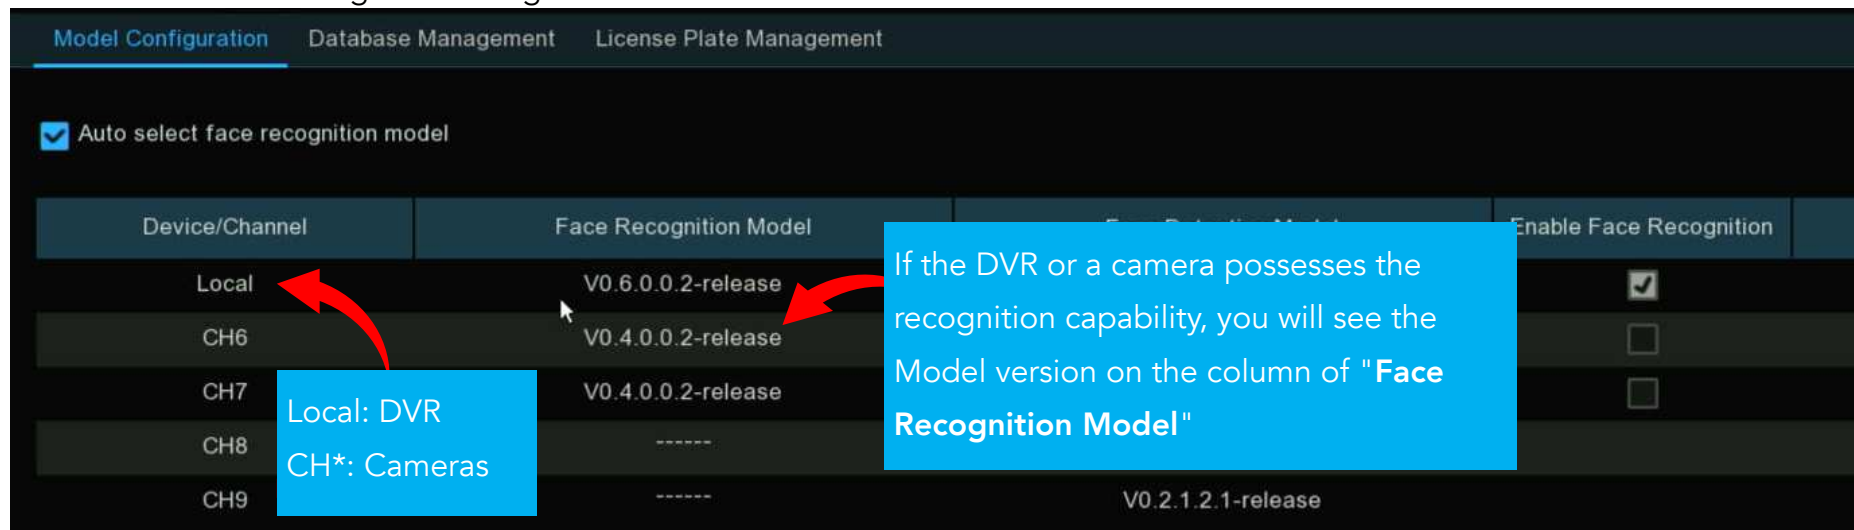 Model Configuration Database Management License Plate Management
Auto select face recognition model
Device/Channel Face Recognition Model Enable Face Recognition
Local V0.6.0.0.2-release
CH6 V0.4.0.0.2-release
CH7 V0.4.0.0.2-release
CH8 ------
CH9 ------ V0.2.1.2.1-release
Local: DVR
CH*: Cameras
If the DVR or a camera possesses the
recognition capability, you will see the
Model version on the column of "Face
Recognition Model"